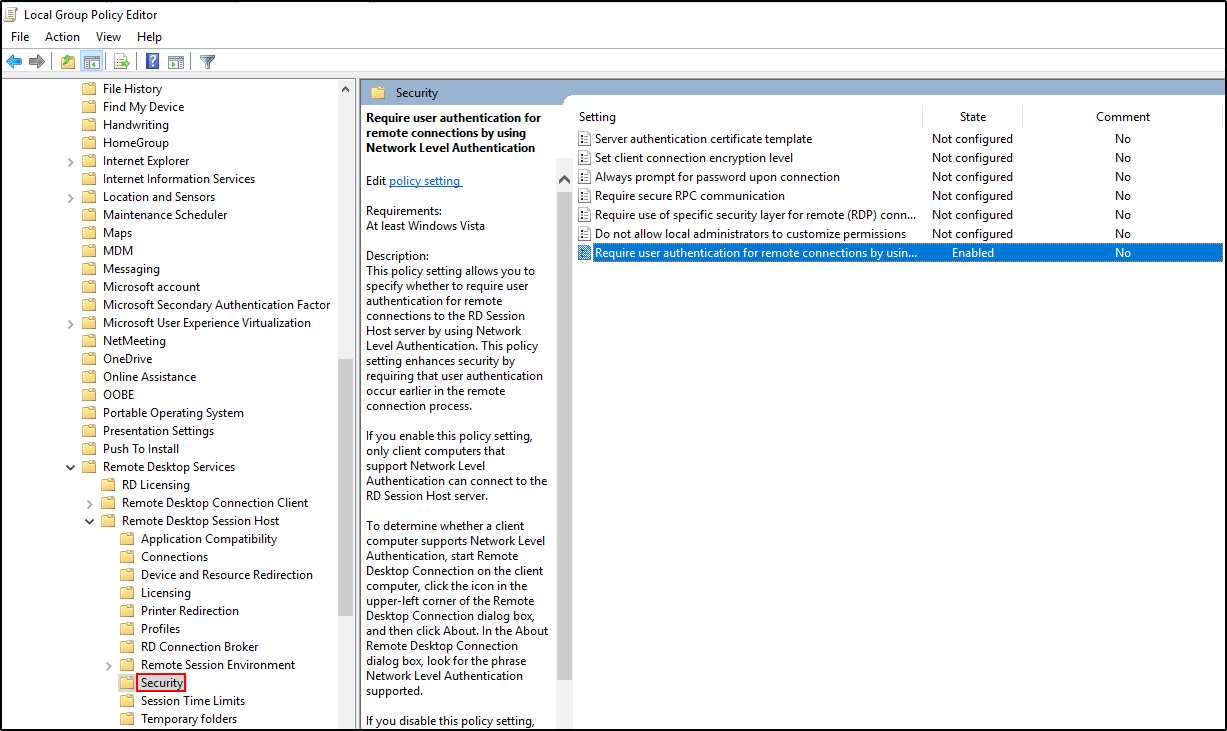 Local Group Policy Editor
File Action View Help
File History
Find My Device
Handwriting
HomeGroup
Internet Explorer
Internet Information Services
Location and Sensors
Maintenance Scheduler
Maps
MDM
Messaging
Microsoft account
Microsoft Secondary Authentication Factor
Microsoft User Experience Virtualization
NetMeeting
OneDrive
Online Assistance
OOBE
Portable Operating System
Presentation Settings
Push To Install
Remote Desktop Services
RD Licensing
Remote Desktop Connection Client
Remote Desktop Session Host
Application Compatibility
Connections
Device and Resource Redirection
Licensing
Printer Redirection
Profiles
RD Connection Broker
Remote Session Environment
Security
Session Time Limits
Temporary folders
Security
Require user authentication for
remote connections by using
Network Level Authentication
Edit policy setting
Requirements:
At least Windows Vista
Description:
This policy setting allows you to
specify whether to require user
authentication for remote
connections to the RD Session
Host server by using Network
Level Authentication. This policy
setting enhances security by
requiring that user authentication
occur earlier in the remote
connection process.
If you enable this policy setting,
only client computers that
support Network Level
Authentication can connect to the
RD Session Host server.
To determine whether a client
computer supports Network Level
Authentication, start Remote
Desktop Connection on the client
computer, click the icon in the
upper-left corner of the Remote
Desktop Connection dialog box,
and then click About. In the About
Remote Desktop Connection
dialog box, look for the phrase
Network Level Authentication
supported.
If you disable this policy setting,
Setting State Comment
Server authentication certificate template Not configured No
Set client connection encryption level Not configured No
Always prompt for password upon connection Not configured No
Require secure RPC communication Not configured No
Require use of specific security layer for remote (RDP) conn... Not configured No
Do not allow local administrators to customize permissions Not configured No
Require user authentication for remote connections by usin... Enabled No